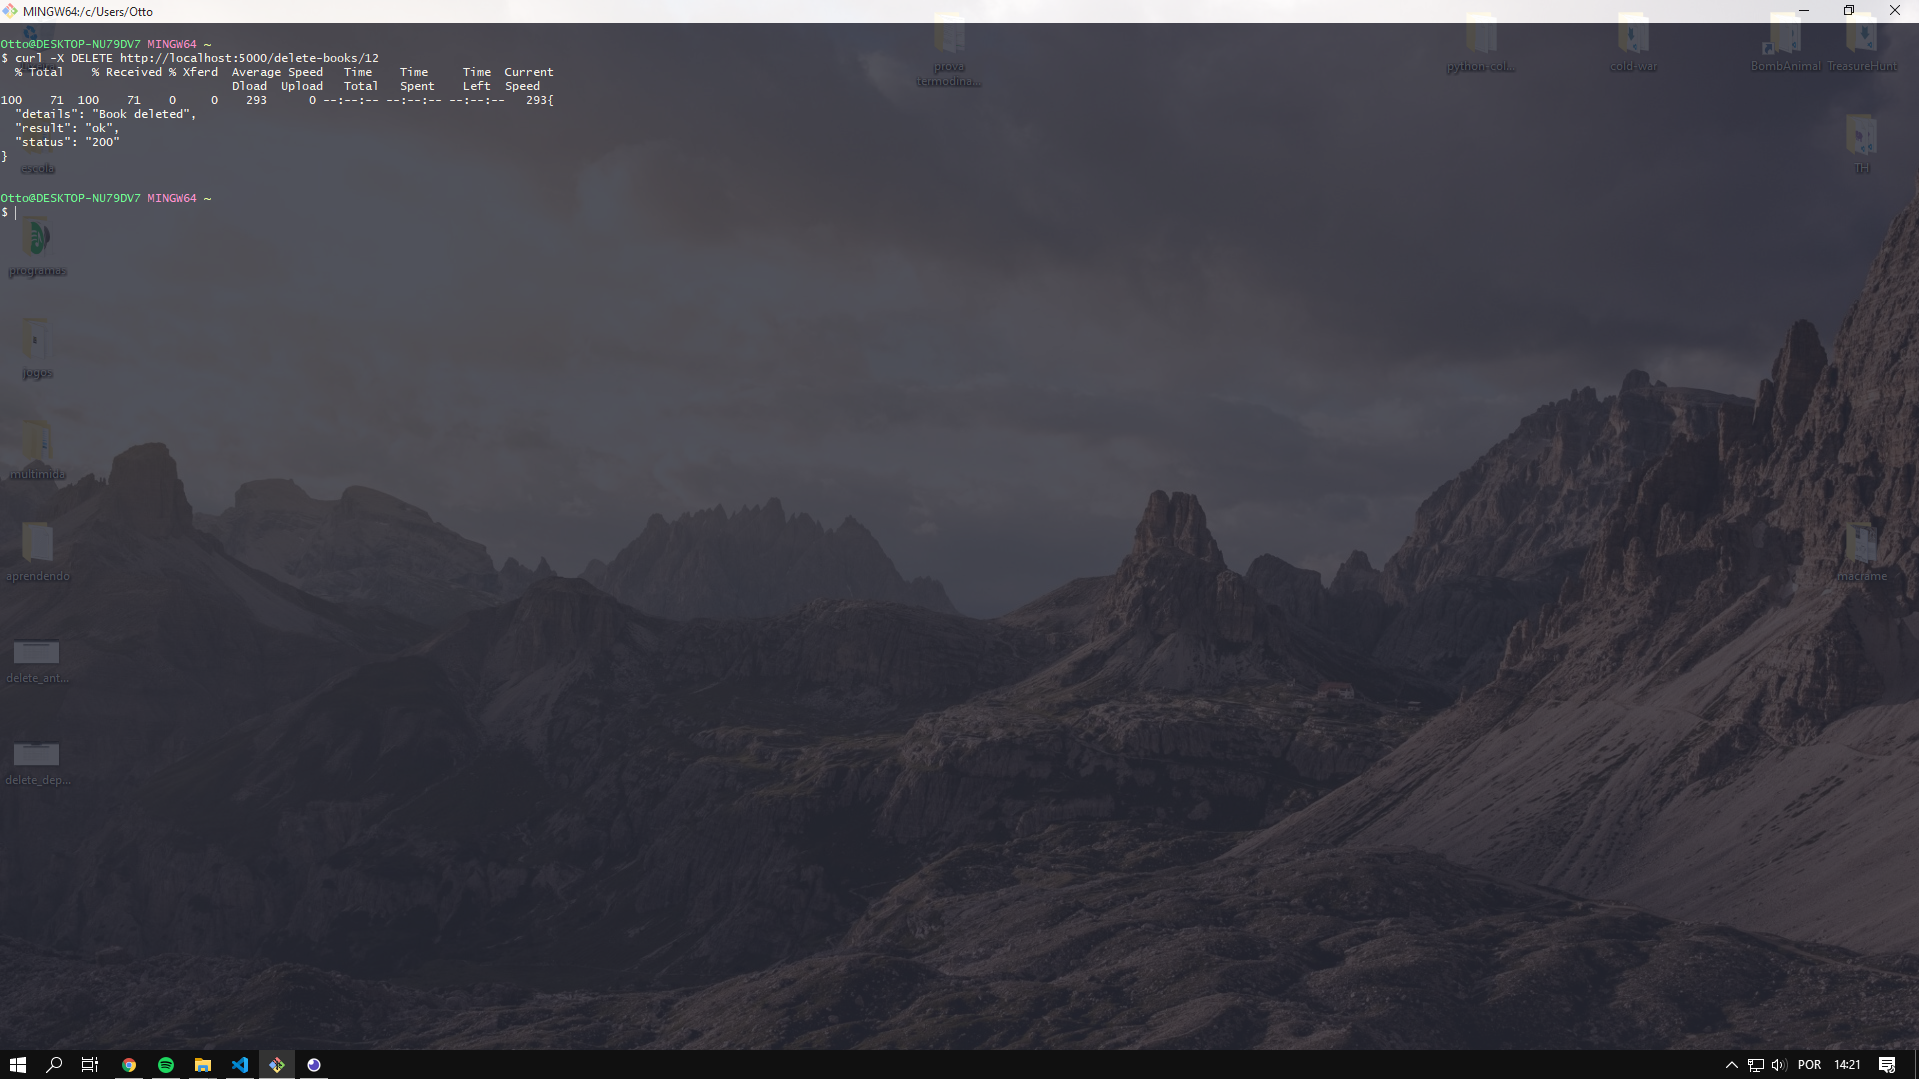 MINGW64:/c/Users/Otto
Otto@DESKTOP-NU79DV7 MINGW64 ~
$ curl -X DELETE http://localhost:5000/delete-books/12
  % Total    % Received % Xferd  Average Speed   Time    Time     Time  Current
                                 Dload  Upload   Total   Spent    Left  Speed
100    71  100    71    0     0    293      0 --:--:-- --:--:-- --:--:--   293{
  "details": "Book deleted",
  "result": "ok",
  "status": "200"
}
Otto@DESKTOP-NU79DV7 MINGW64 ~
$
prova
termodina...
python-col...
cold-war
BombAnimal
TreasureHunt
escola
TH
programas
jogos
multimida
aprendendo
macrame
delete_ant...
delete_dep...
POR
14:21